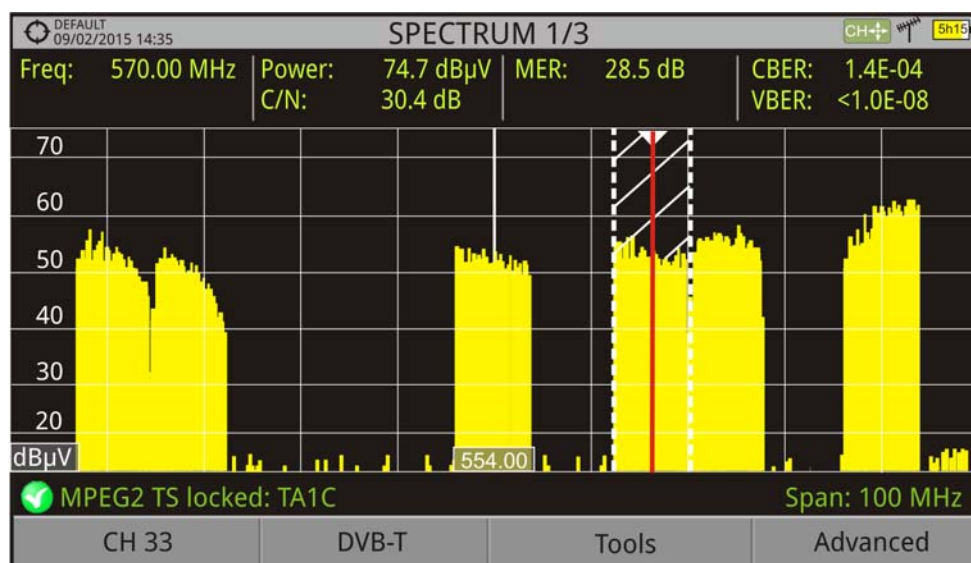 DEFAULT
09/02/2015 14:35
SPECTRUM 1/3
CH
5h15
Freq: 570.00 MHz
Power: 74.7 dBµV
MER: 28.5 dB
CBER: 1.4E-04
C/N: 30.4 dB
VBER: <1.0E-08
70
60
50
40
30
20
dBµV
554.00
MPEG2 TS locked: TA1C
Span: 100 MHz
CH 33
DVB-T
Tools
Advanced